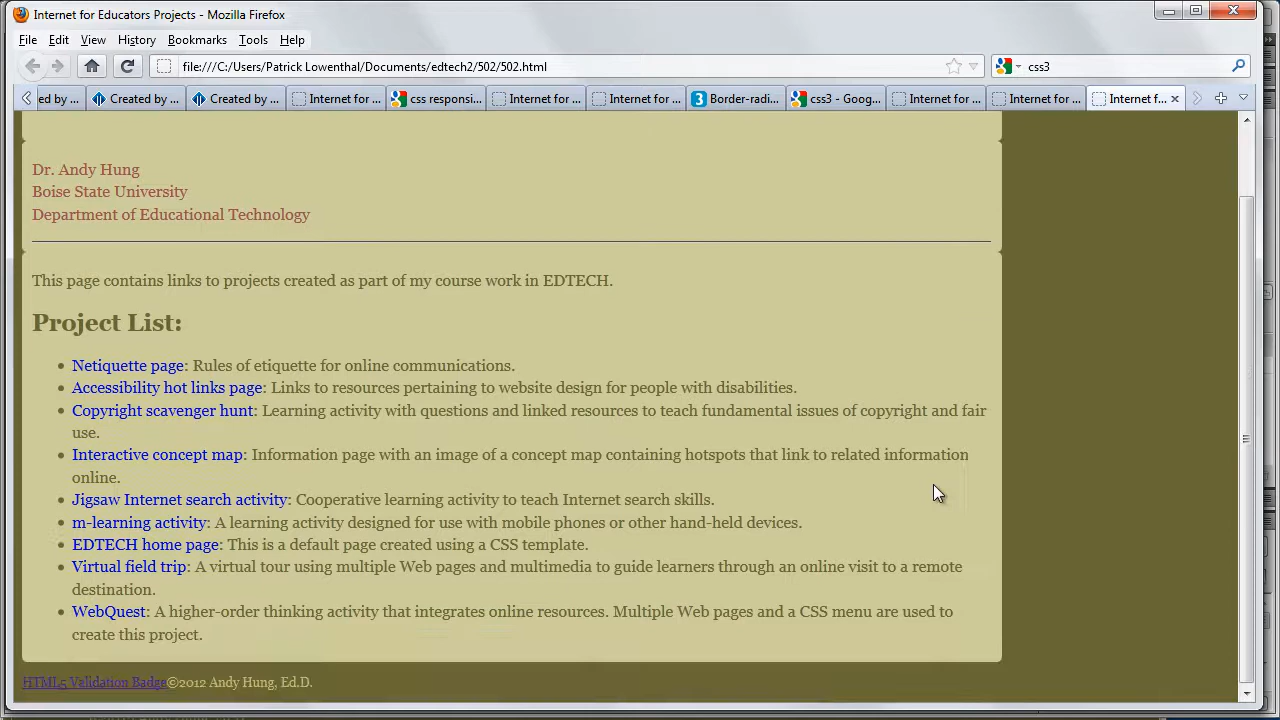 Internet for Educators Projects - Mozilla Firefox
File Edit View History Bookmarks Tools Help
file:///C:/Users/Patrick Lowenthal/Documents/edtech2/502/502.html
css3
ed by ...
Created by ...
Created by ...
Internet for ...
css responsi...
Internet for ...
Internet for ...
Border-radi...
css3 - Goog...
Internet for ...
Internet for ...
Internet f...
Dr. Andy Hung
Boise State University
Department of Educational Technology
This page contains links to projects created as part of my course work in EDTECH.
Project List:
• Netiquette page: Rules of etiquette for online communications.
• Accessibility hot links page: Links to resources pertaining to website design for people with disabilities.
• Copyright scavenger hunt: Learning activity with questions and linked resources to teach fundamental issues of copyright and fair
use.
• Interactive concept map: Information page with an image of a concept map containing hotspots that link to related information
online.
• Jigsaw Internet search activity: Cooperative learning activity to teach Internet search skills.
• m-learning activity: A learning activity designed for use with mobile phones or other hand-held devices.
• EDTECH home page: This is a default page created using a CSS template.
• Virtual field trip: A virtual tour using multiple Web pages and multimedia to guide learners through an online visit to a remote
destination.
• WebQuest: A higher-order thinking activity that integrates online resources. Multiple Web pages and a CSS menu are used to
create this project.
HTML5 Validation Badge©2012 Andy Hung, Ed.D.